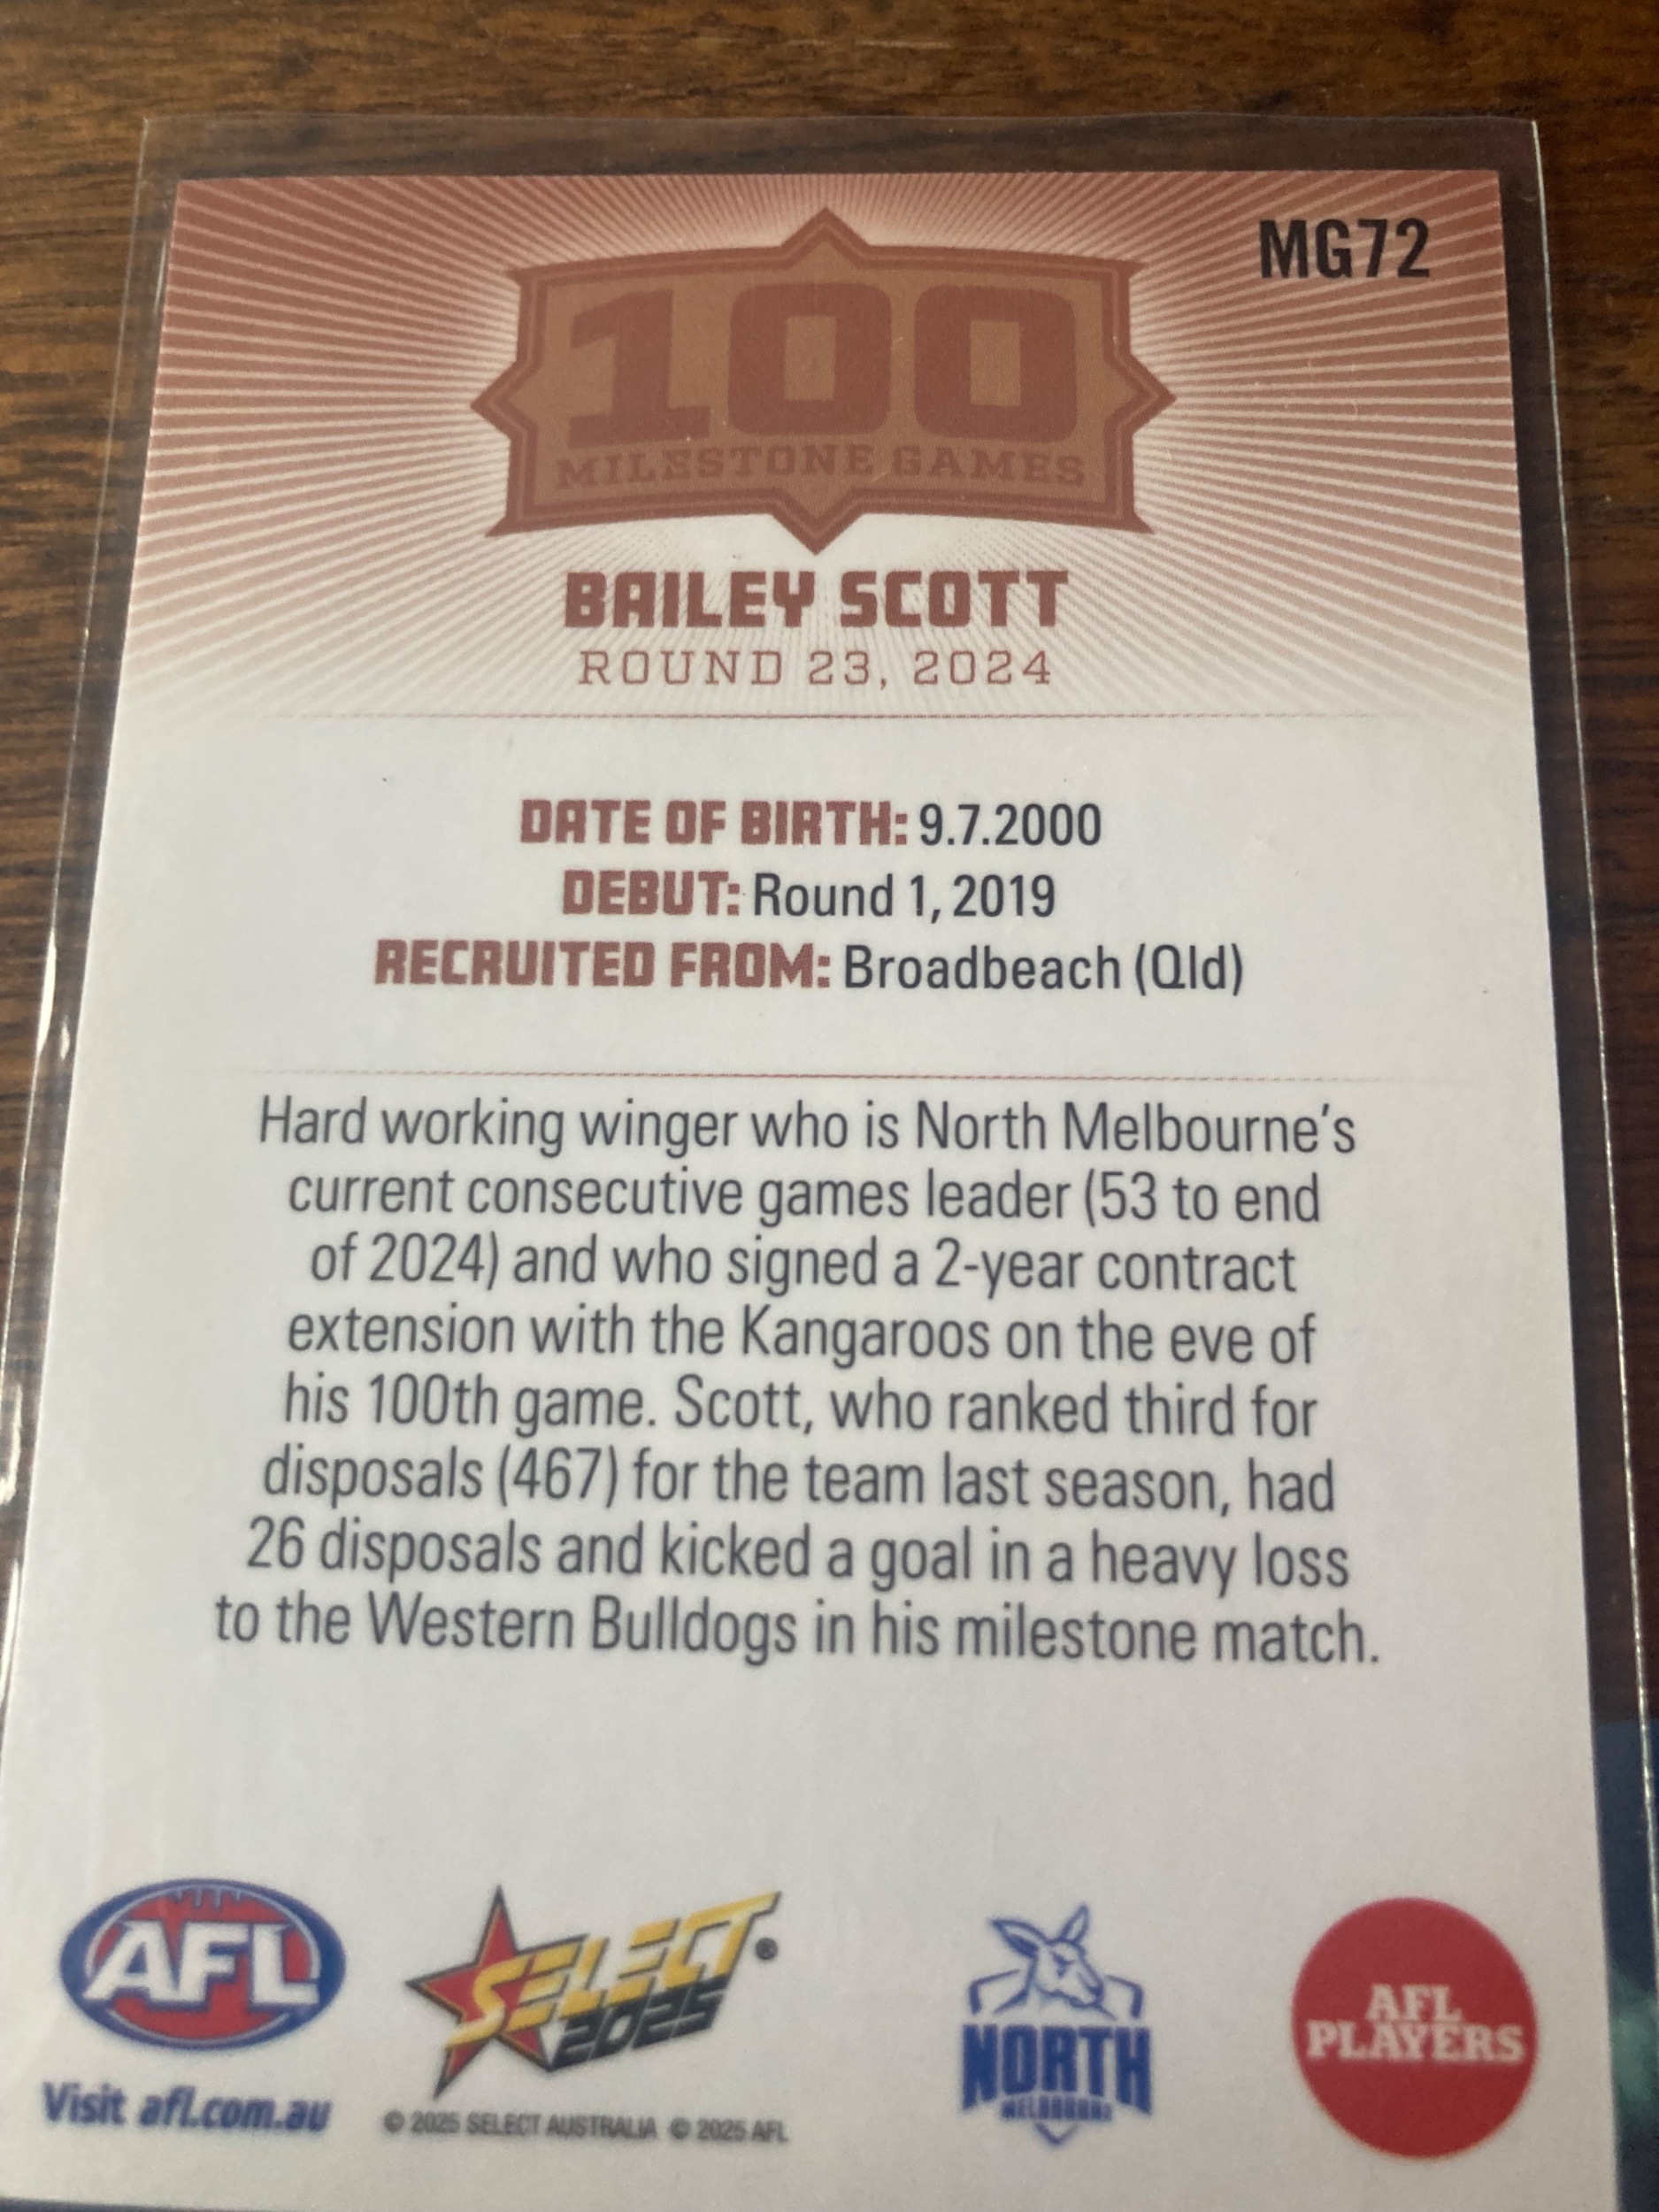 MG72
100
MILESTONE GAMES
BAILEY SCOTT
ROUND 23, 2024
DATE OF BIRTH: 9.7.2000
DEBUT: Round 1, 2019
RECRUITED FROM: Broadbeach (Qld)
Hard working winger who is North Melbourne's
current consecutive games leader (53 to end
of 2024) and who signed a 2-year contract
extension with the Kangaroos on the eve of
his 100th game. Scott, who ranked third for
disposals (467) for the team last season, had
26 disposals and kicked a goal in a heavy loss
to the Western Bulldogs in his milestone match.
AFL
Visit afl.com.au
SELECT®
2025
© 2025 SELECT AUSTRALIA © 2025 AFL
NORTH
MELBOURNE
AFL
PLAYERS